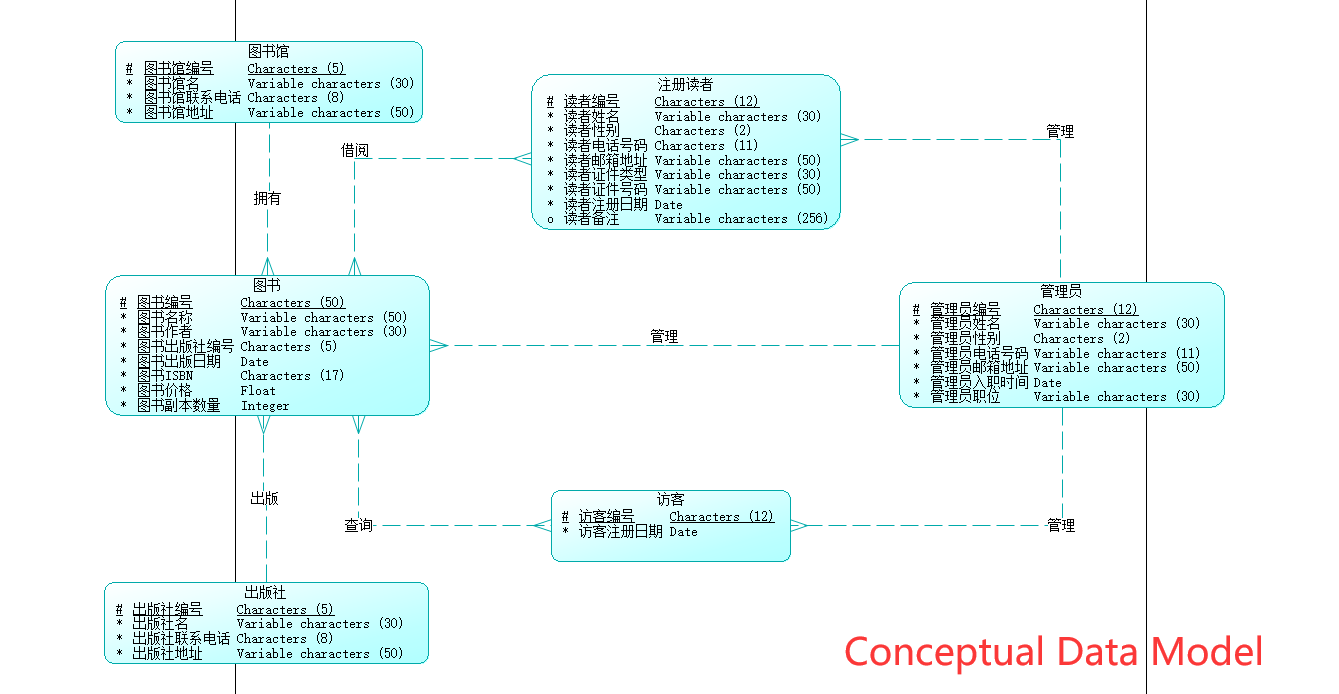 图书馆
# 图书馆编号 Characters (5)
* 图书馆名 Variable characters (30)
* 图书馆联系电话 Characters (8)
* 图书馆地址 Variable characters (50)
拥有
借阅
注册读者
# 读者编号 Characters (12)
* 读者姓名 Variable characters (30)
* 读者性别 Characters (2)
* 读者电话号码 Characters (11)
* 读者邮箱地址 Variable characters (50)
* 读者证件类型 Variable characters (30)
* 读者证件号码 Variable characters (50)
* 读者注册日期 Date
o 读者备注 Variable characters (256)
管理
图书
# 图书编号 Characters (50)
* 图书名称 Variable characters (50)
* 图书作者 Variable characters (30)
* 图书出版社编号 Characters (5)
* 图书出版日期 Date
* 图书ISBN Characters (17)
* 图书价格 Float
* 图书副本数量 Integer
管理
管理员
# 管理员编号 Characters (12)
* 管理员姓名 Variable characters (30)
* 管理员性别 Characters (2)
* 管理员电话号码 Variable characters (11)
* 管理员邮箱地址 Variable characters (50)
* 管理员入职时间 Date
* 管理员职位 Variable characters (30)
出版
查询
访客
# 访客编号 Characters (12)
* 访客注册日期 Date
管理
出版社
# 出版社编号 Characters (5)
* 出版社名 Variable characters (30)
* 出版社联系电话 Characters (8)
* 出版社地址 Variable characters (50)
Conceptual Data Model